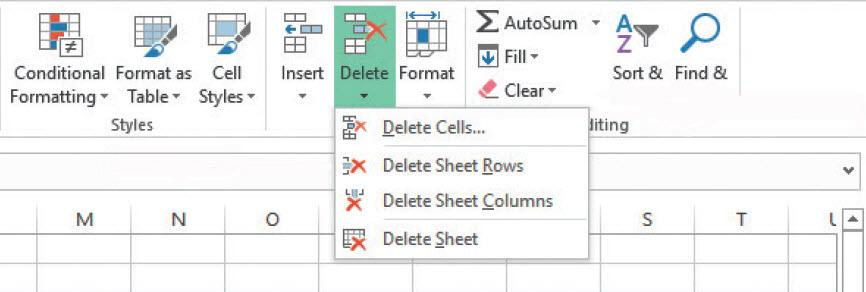 Conditional
Formatting
Format as
Table
Cell
Styles
Styles
Insert
Delete
Format
AutoSum
Fill
Clear
A
Z
Sort &
Find &
diting
Delete Cells...
Delete Sheet Rows
Delete Sheet Columns
Delete Sheet
M N O S T